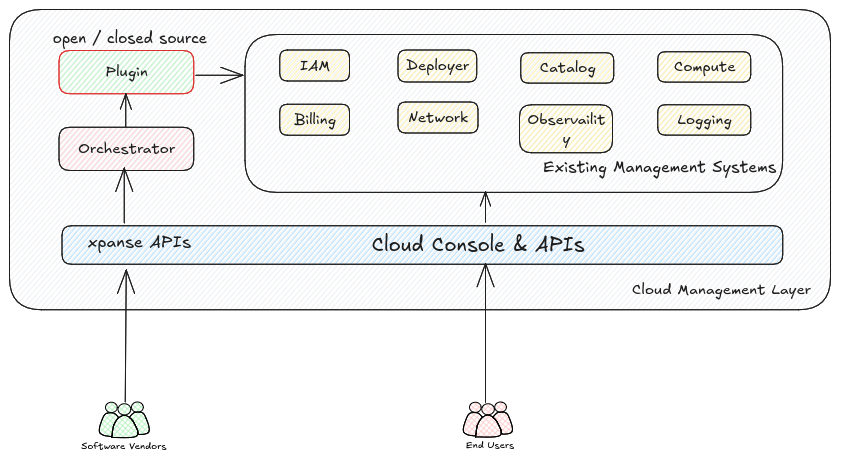 open / closed source
Plugin
IAM
Deployer
Catalog
Compute
Orchestrator
Billing
Network
Observailit
y
Logging
Existing Management Systems
xpanse APIs
Cloud Console & APIs
Cloud Management Layer
Software Vendors
End Users